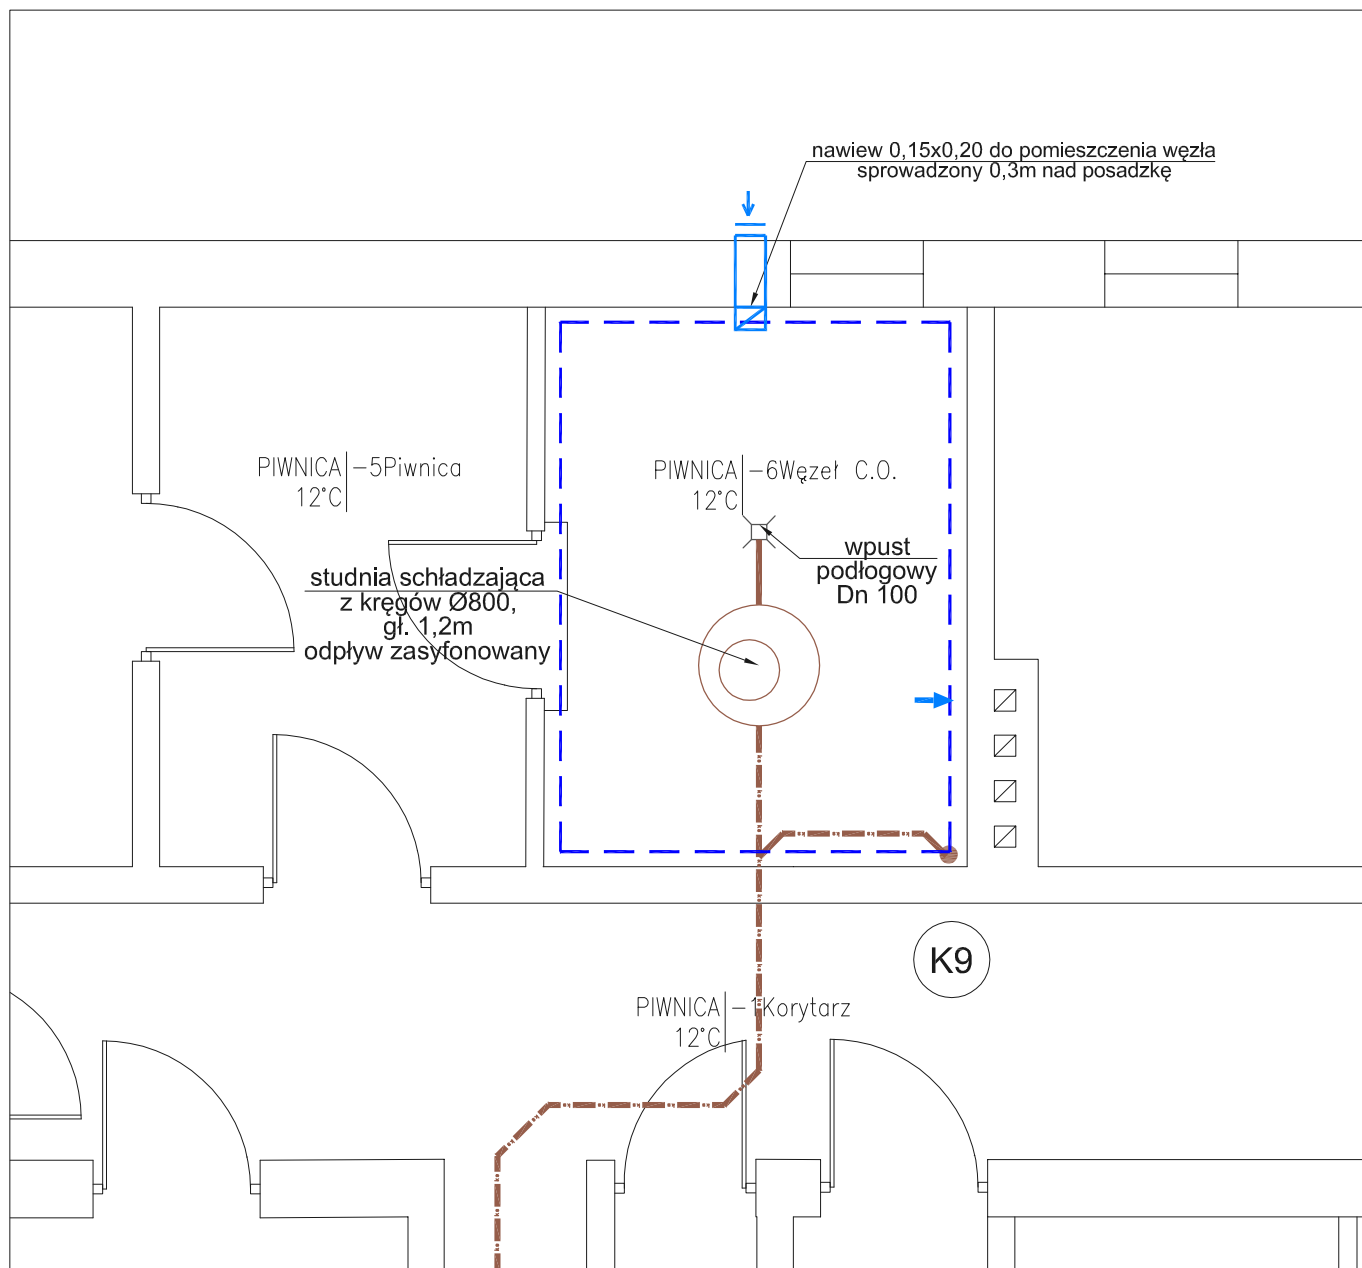 nawiew 0,15x0,20 do pomieszczenia węzła
sprowadzony 0,3m nad posadzkę
PIWNICA -5Piwnica
12°C
PIWNICA -6Węzeł C.O.
12°C
wpust
podłogowy
Dn 100
studnia schładzająca
z kręgów Ø800,
gł. 1,2m
odpływ zasyfonowany
K9
PIWNICA -1Korytarz
12°C